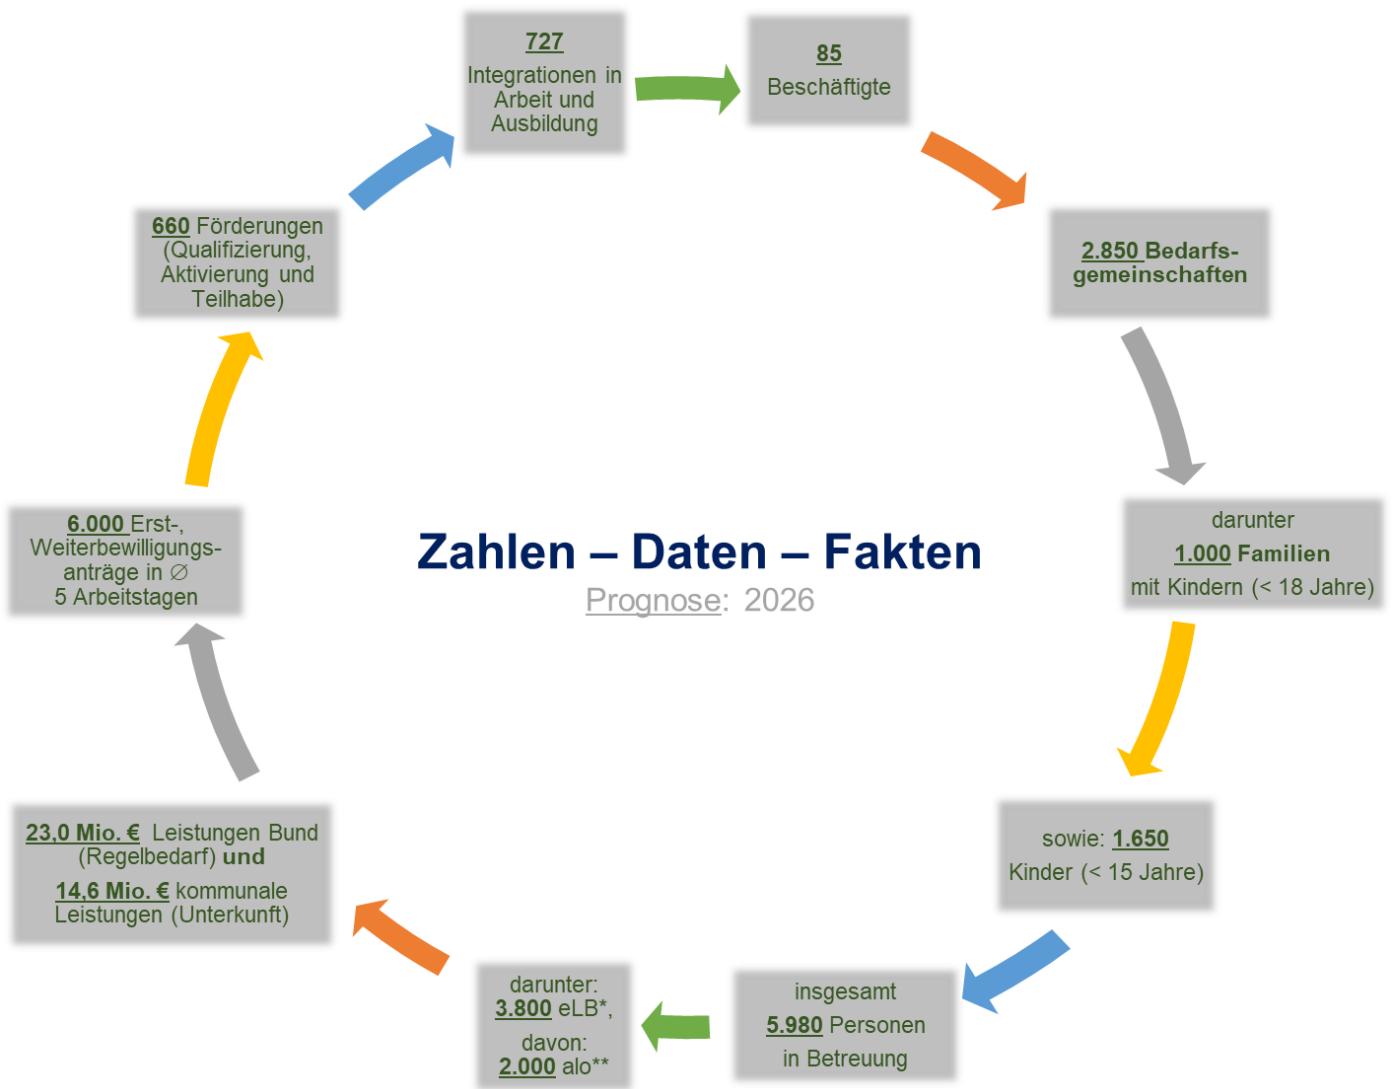 727
Integrationen in
Arbeit und
Ausbildung
85
Beschäftigte
2.850 Bedarfs-
gemeinschaften
darunter
1.000 Familien
mit Kindern (< 18 Jahre)
sowie: 1.650
Kinder (< 15 Jahre)
insgesamt
5.980 Personen
in Betreuung
darunter:
3.800 eLB*,
davon:
2.000 alo**
23,0 Mio. € Leistungen Bund
(Regelbedarf) und
14,6 Mio. € kommunale
Leistungen (Unterkunft)
6.000 Erst-,
Weiterbewilligungs-
anträge in ∅
5 Arbeitstagen
660 Förderungen
(Qualifizierung,
Aktivierung und
Teilhabe)
Zahlen – Daten – Fakten
Prognose: 2026